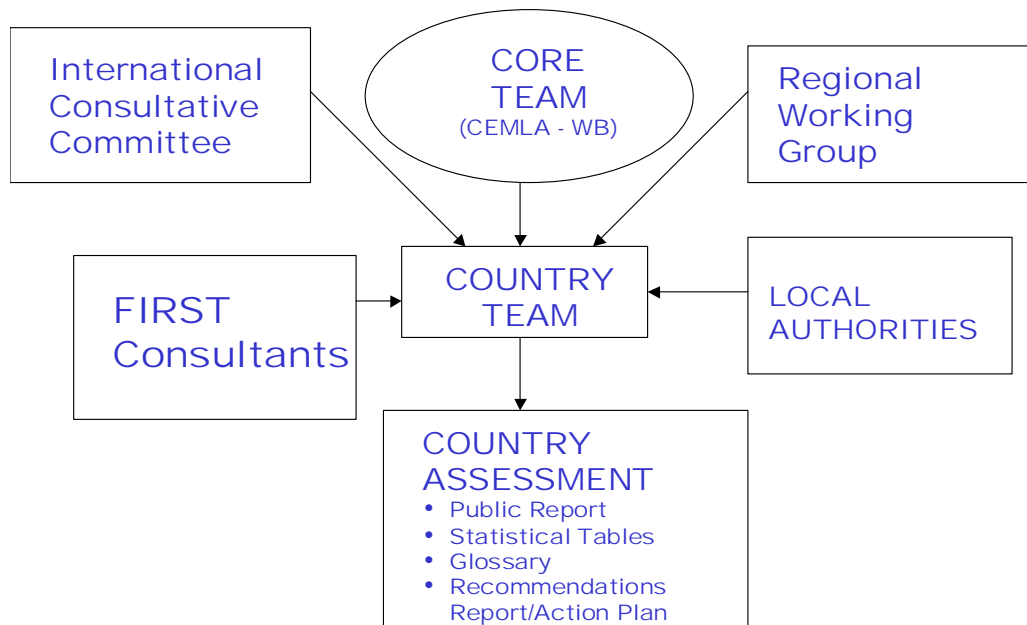 International
Consultative
Committee
CORE
TEAM
(CEMLA - WB)
Regional
Working
Group
FIRST
Consultants
COUNTRY
TEAM
LOCAL
AUTHORITIES
COUNTRY
ASSESSMENT
• Public Report
• Statistical Tables
• Glossary
• Recommendations
Report/Action Plan